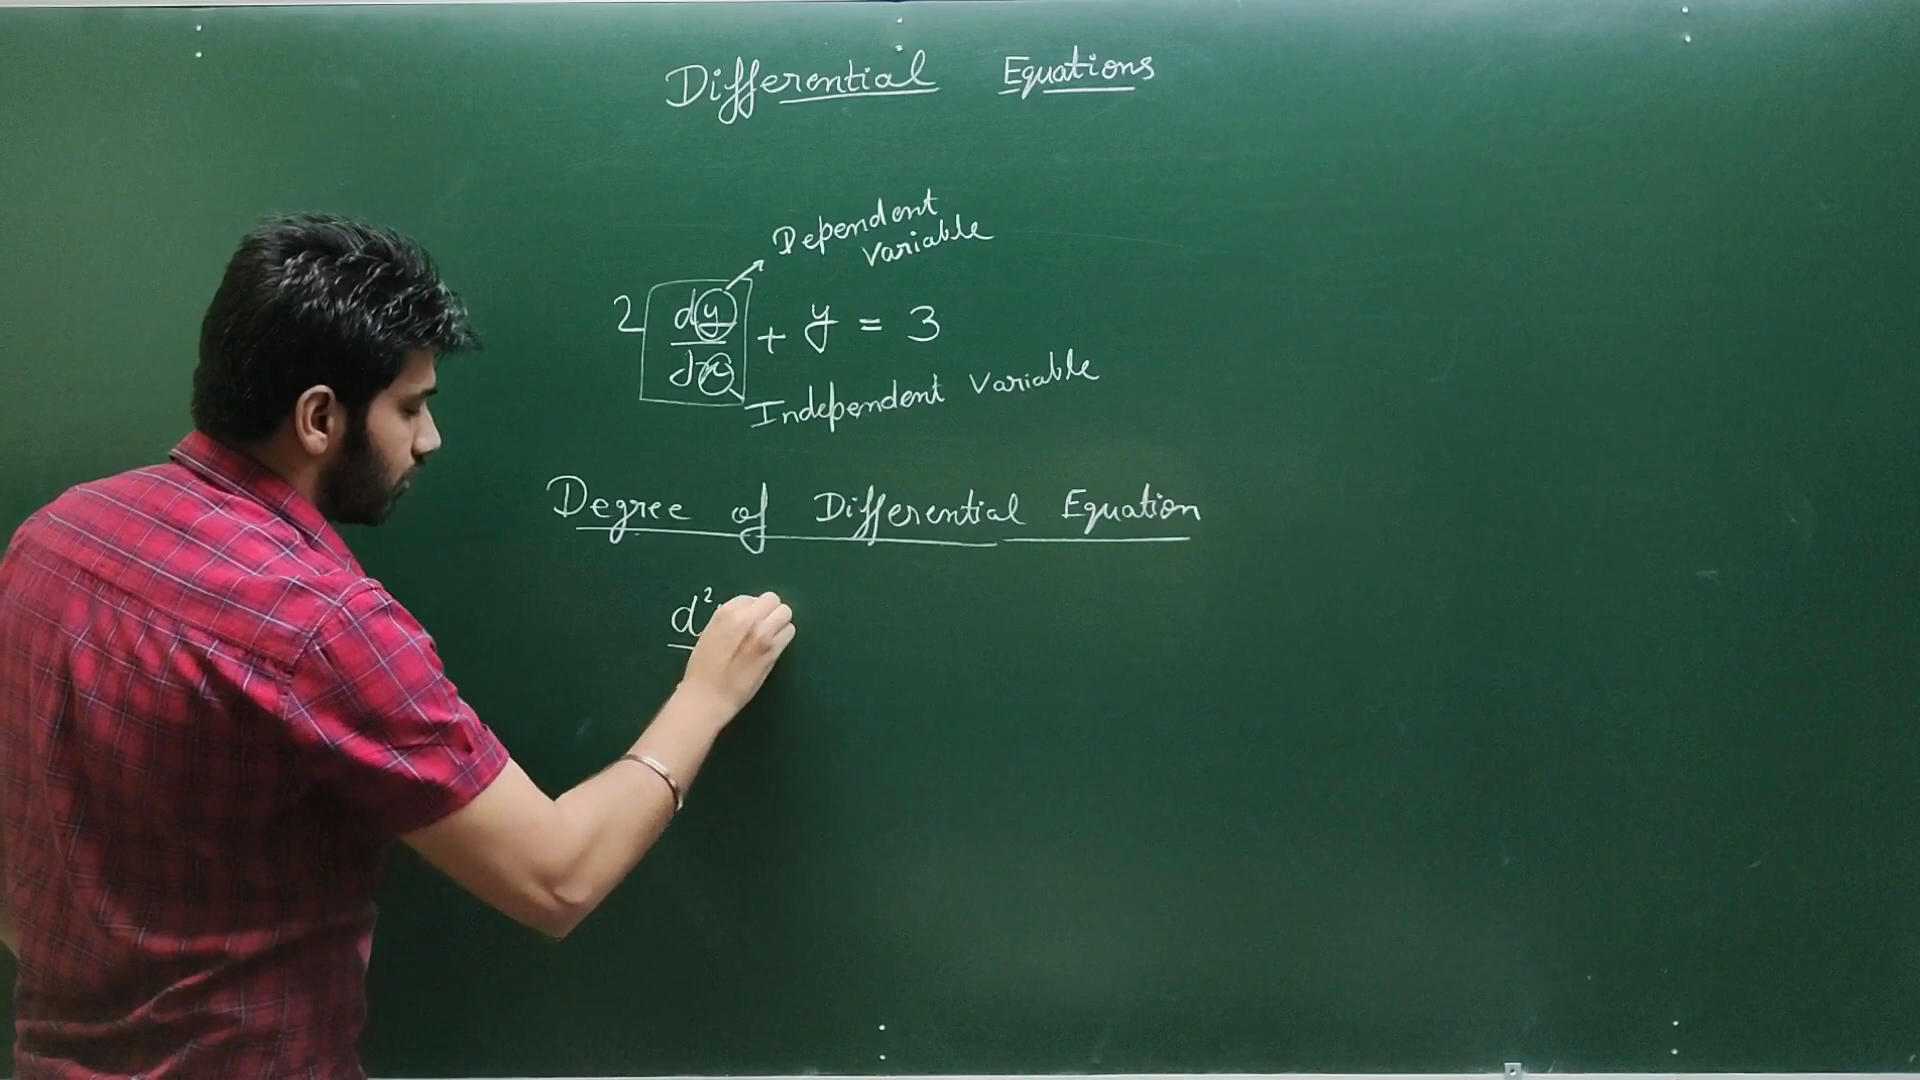 Differential Equations
Dependent
Variable
2 dy/dx + y = 3
Independent Variable
Degree of Differential Equation
d²